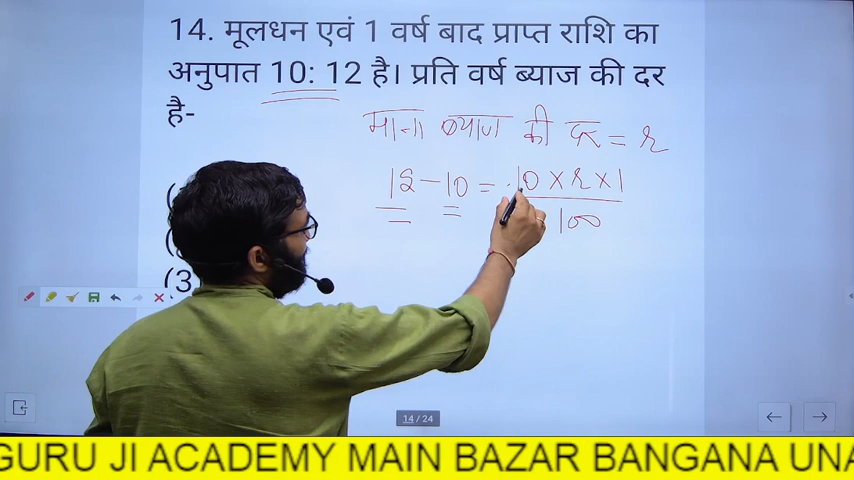 14. मूलधन एवं 1 वर्ष बाद प्राप्त राशि का
अनुपात 10: 12 है। प्रति वर्ष ब्याज की दर
है-
माना ब्याज की दर = r
12 - 10 = 10 × r × 1
100
(3
14 / 24
GURU JI ACADEMY MAIN BAZAR BANGANA UNA